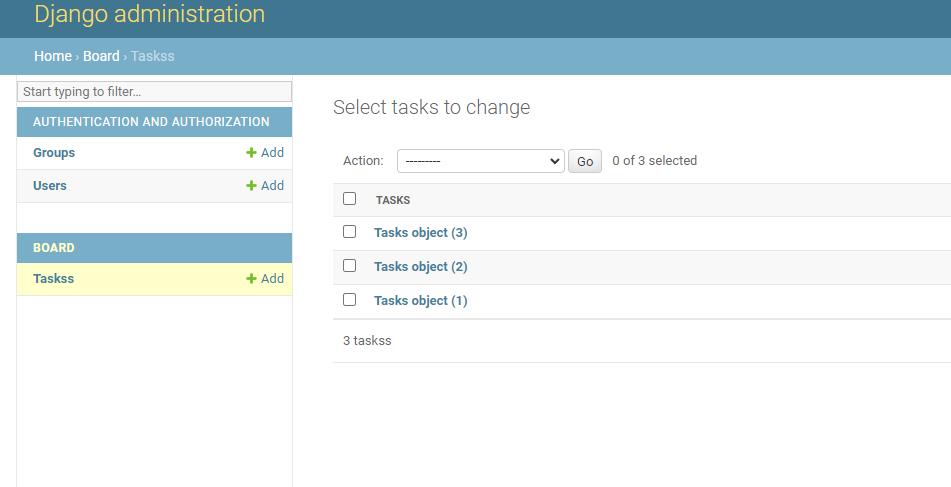 Django administration
Home › Board › Taskss
Start typing to filter...
AUTHENTICATION AND AUTHORIZATION
Groups + Add
Users + Add
BOARD
Taskss + Add
Select tasks to change
Action: --------- Go 0 of 3 selected
TASKS
Tasks object (3)
Tasks object (2)
Tasks object (1)
3 taskss